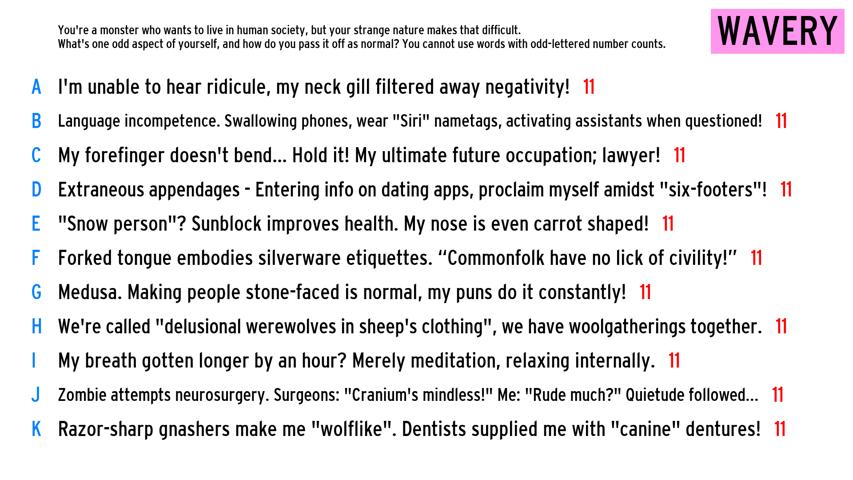 You're a monster who wants to live in human society, but your strange nature makes that difficult.
What's one odd aspect of yourself, and how do you pass it off as normal? You cannot use words with odd-lettered number counts.
WAVERY
A I'm unable to hear ridicule, my neck gill filtered away negativity! 11
B Language incompetence. Swallowing phones, wear "Siri" nametags, activating assistants when questioned! 11
C My forefinger doesn't bend... Hold it! My ultimate future occupation; lawyer! 11
D Extraneous appendages - Entering info on dating apps, proclaim myself amidst "six-footers"! 11
E "Snow person"? Sunblock improves health. My nose is even carrot shaped! 11
F Forked tongue embodies silverware etiquettes. “Commonfolk have no lick of civility!” 11
G Medusa. Making people stone-faced is normal, my puns do it constantly! 11
H We're called "delusional werewolves in sheep's clothing", we have woolgatherings together. 11
I My breath gotten longer by an hour? Merely meditation, relaxing internally. 11
J Zombie attempts neurosurgery. Surgeons: "Cranium's mindless!" Me: "Rude much?" Quietude followed... 11
K Razor-sharp gnashers make me "wolflike". Dentists supplied me with "canine" dentures! 11